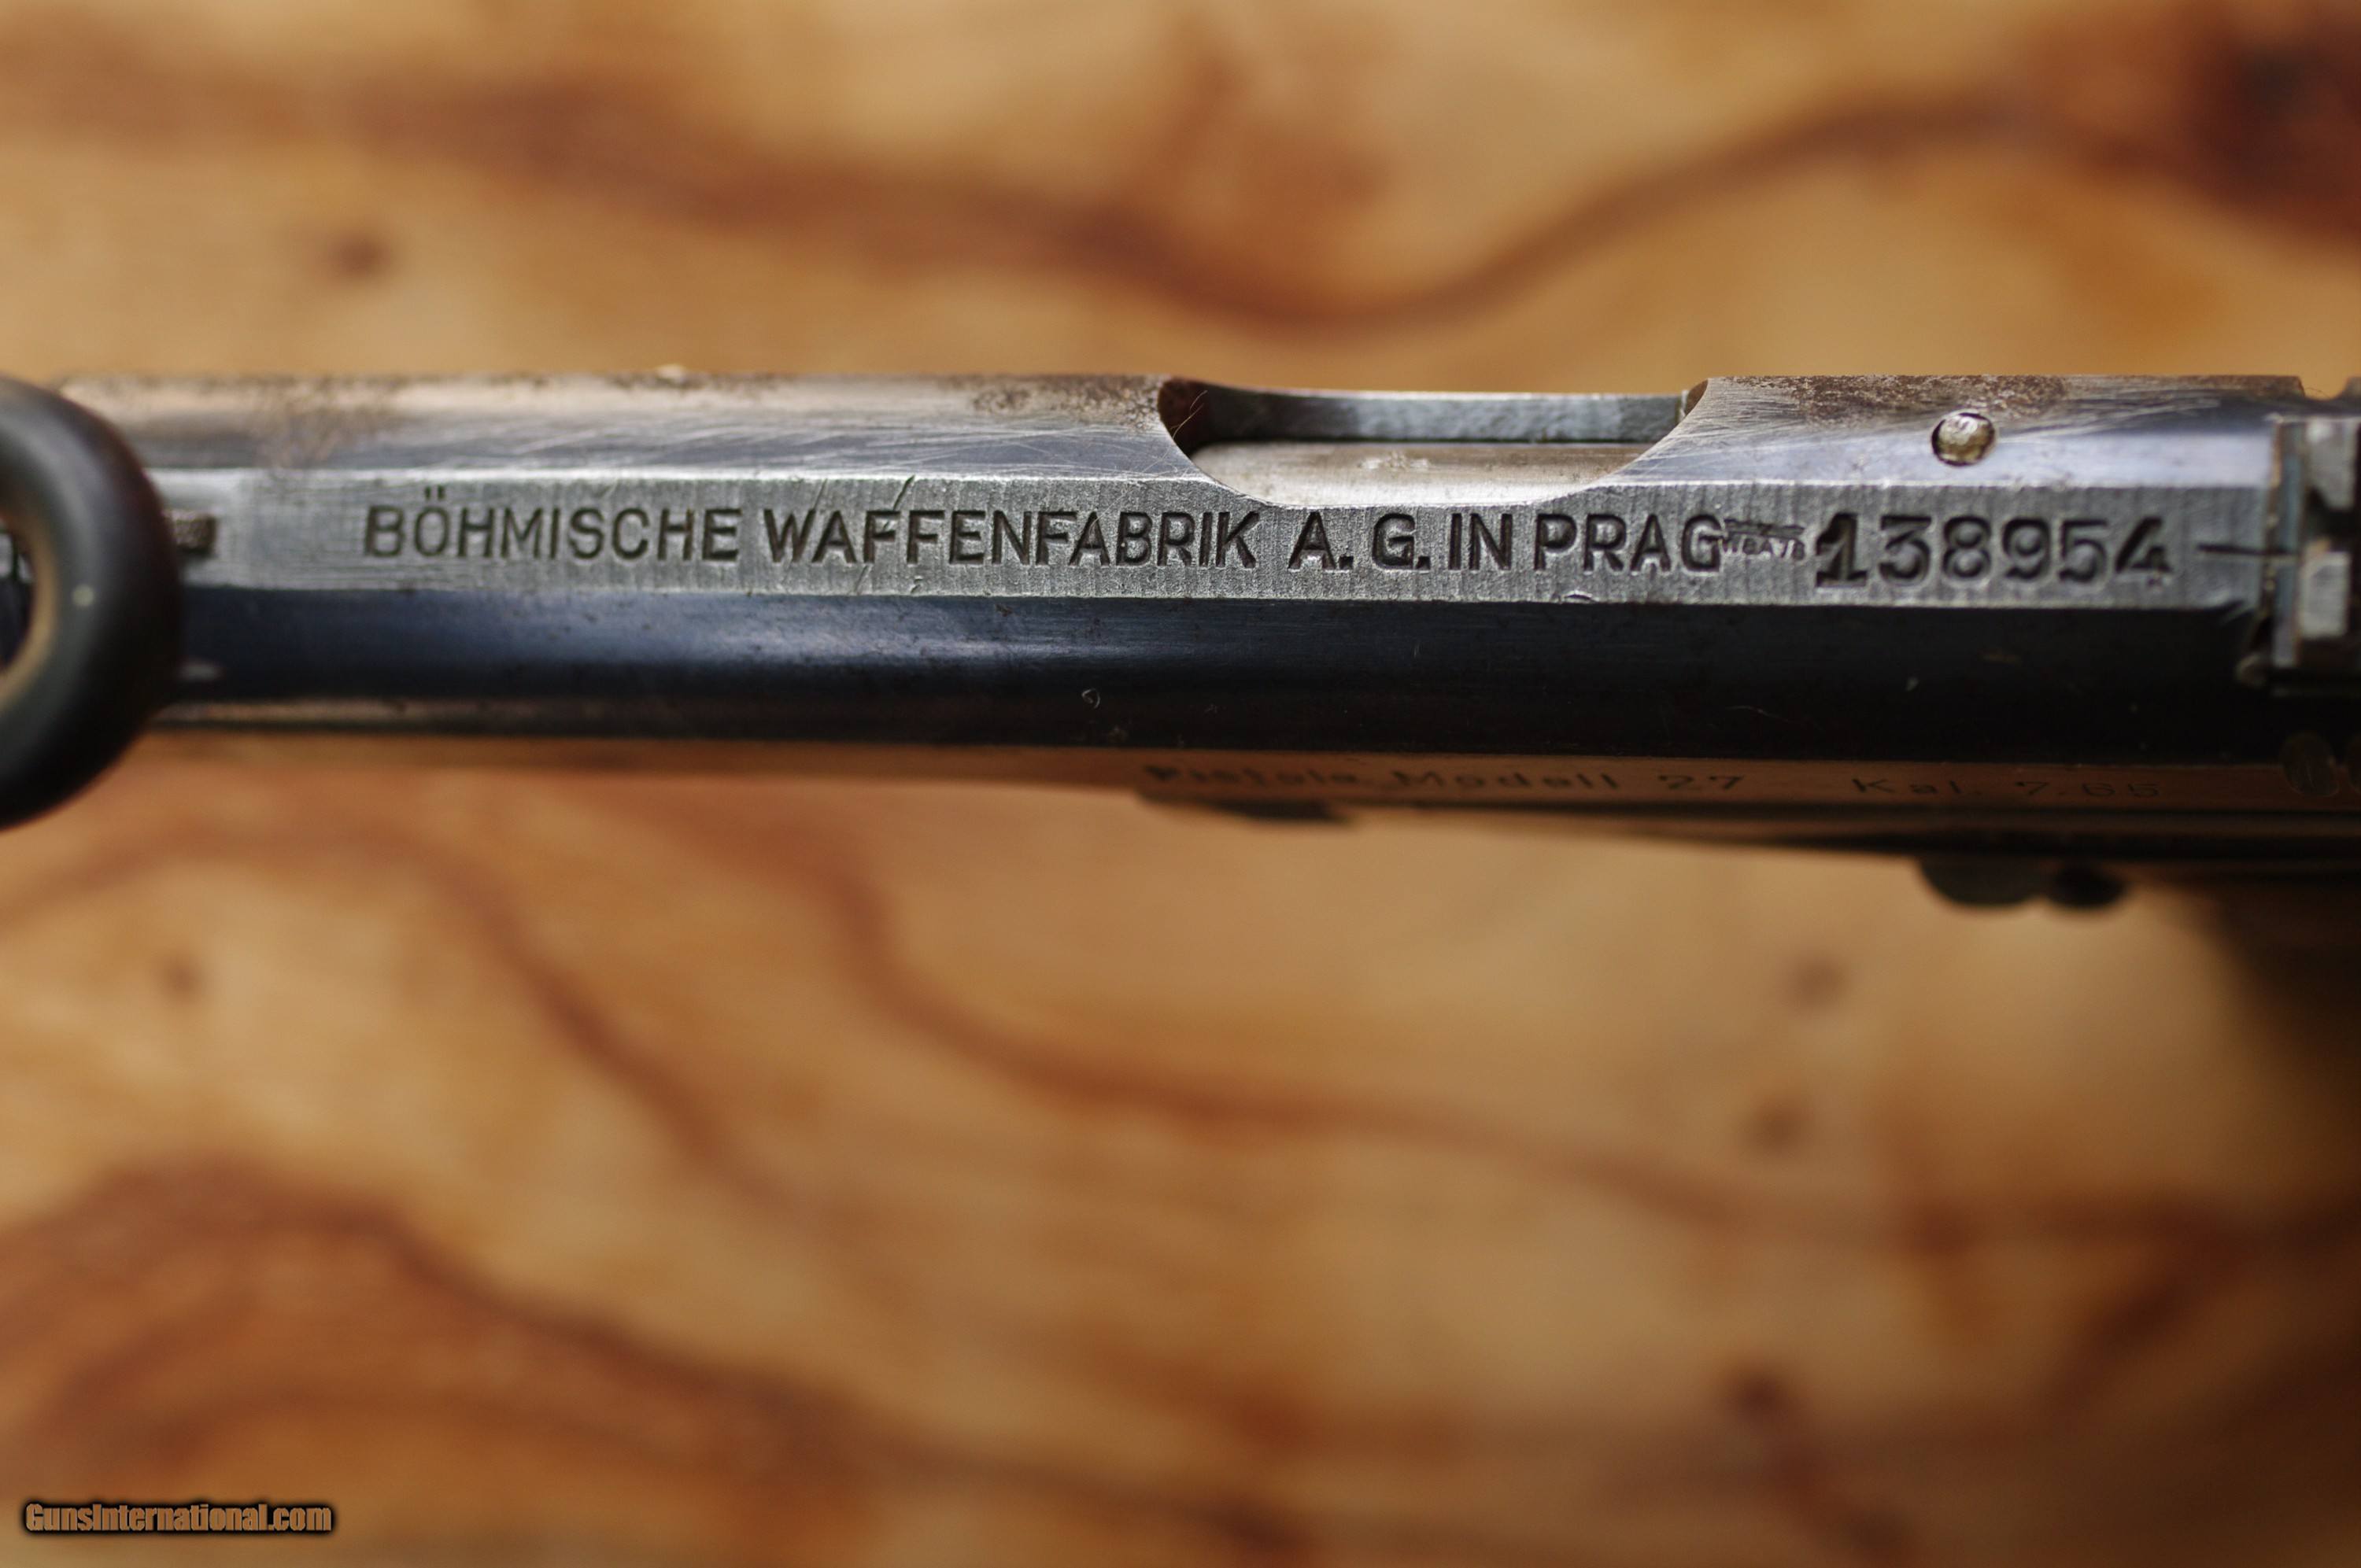 BÖHMISCHE WAFFENFABRIK A. G. IN PRAG 138954
Pistole Modell 27 Kal. 7,65
GunsInternational.com